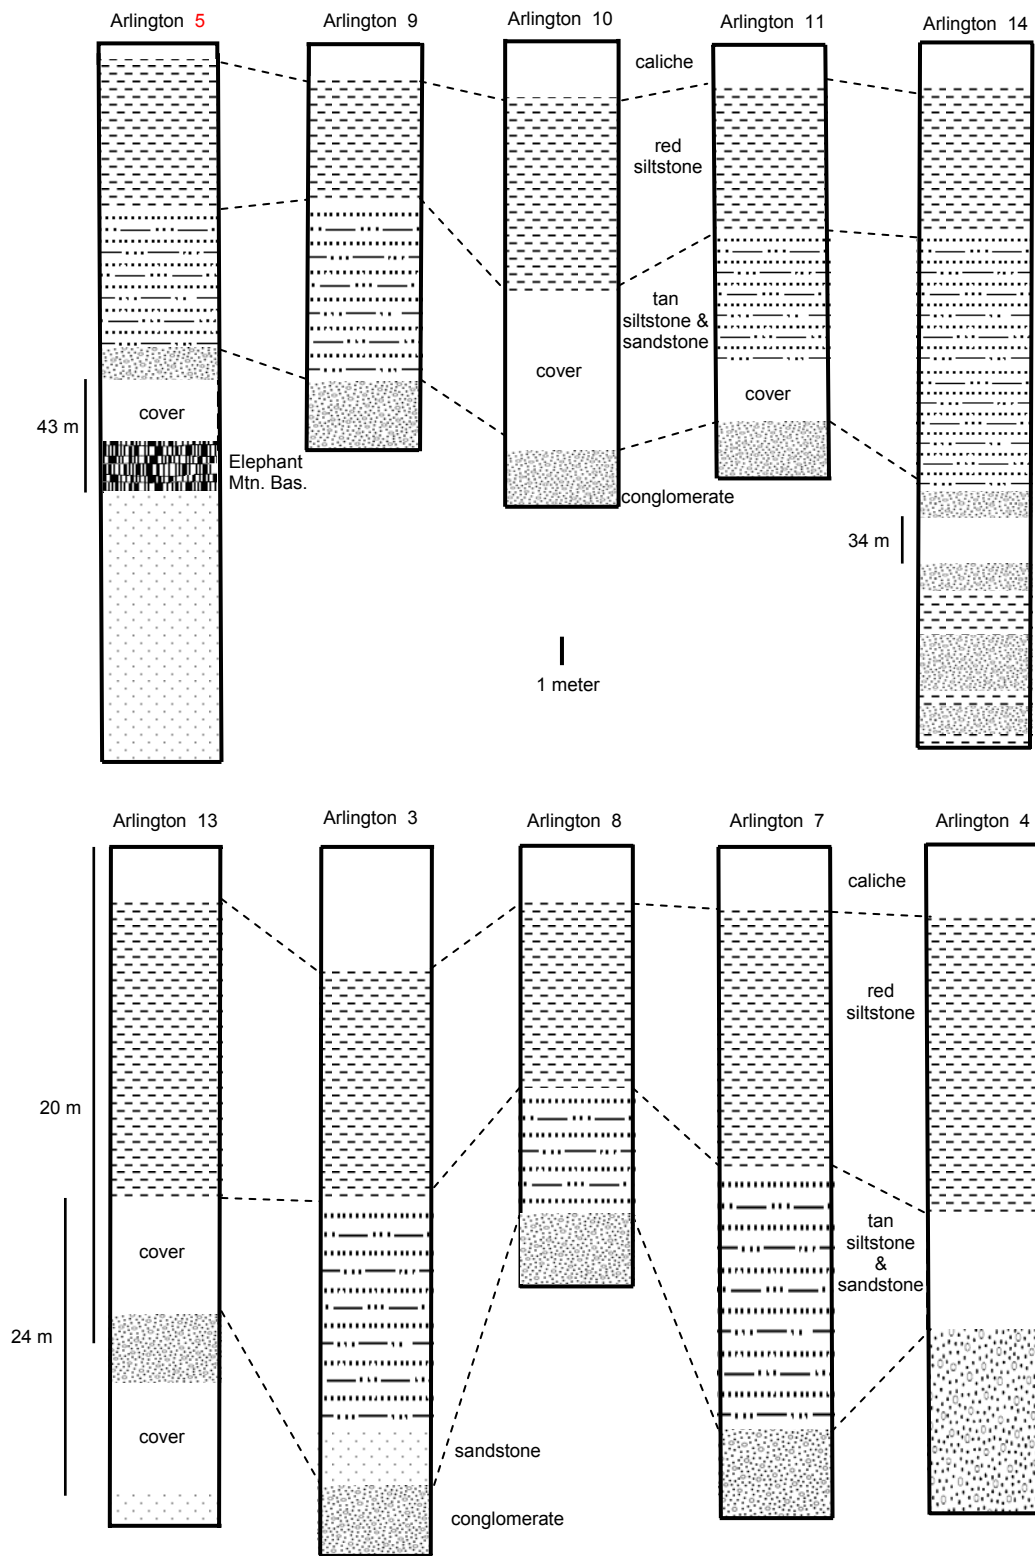 Arlington 5
Arlington 9
Arlington 10
Arlington 11
Arlington 14
caliche
red
siltstone
tan
siltstone &
sandstone
cover
cover
cover
43 m
Elephant
Mtn. Bas.
conglomerate
34 m
1 meter
Arlington 13
Arlington 3
Arlington 8
Arlington 7
Arlington 4
caliche
red
siltstone
20 m
tan
siltstone
&
sandstone
cover
24 m
cover
sandstone
conglomerate